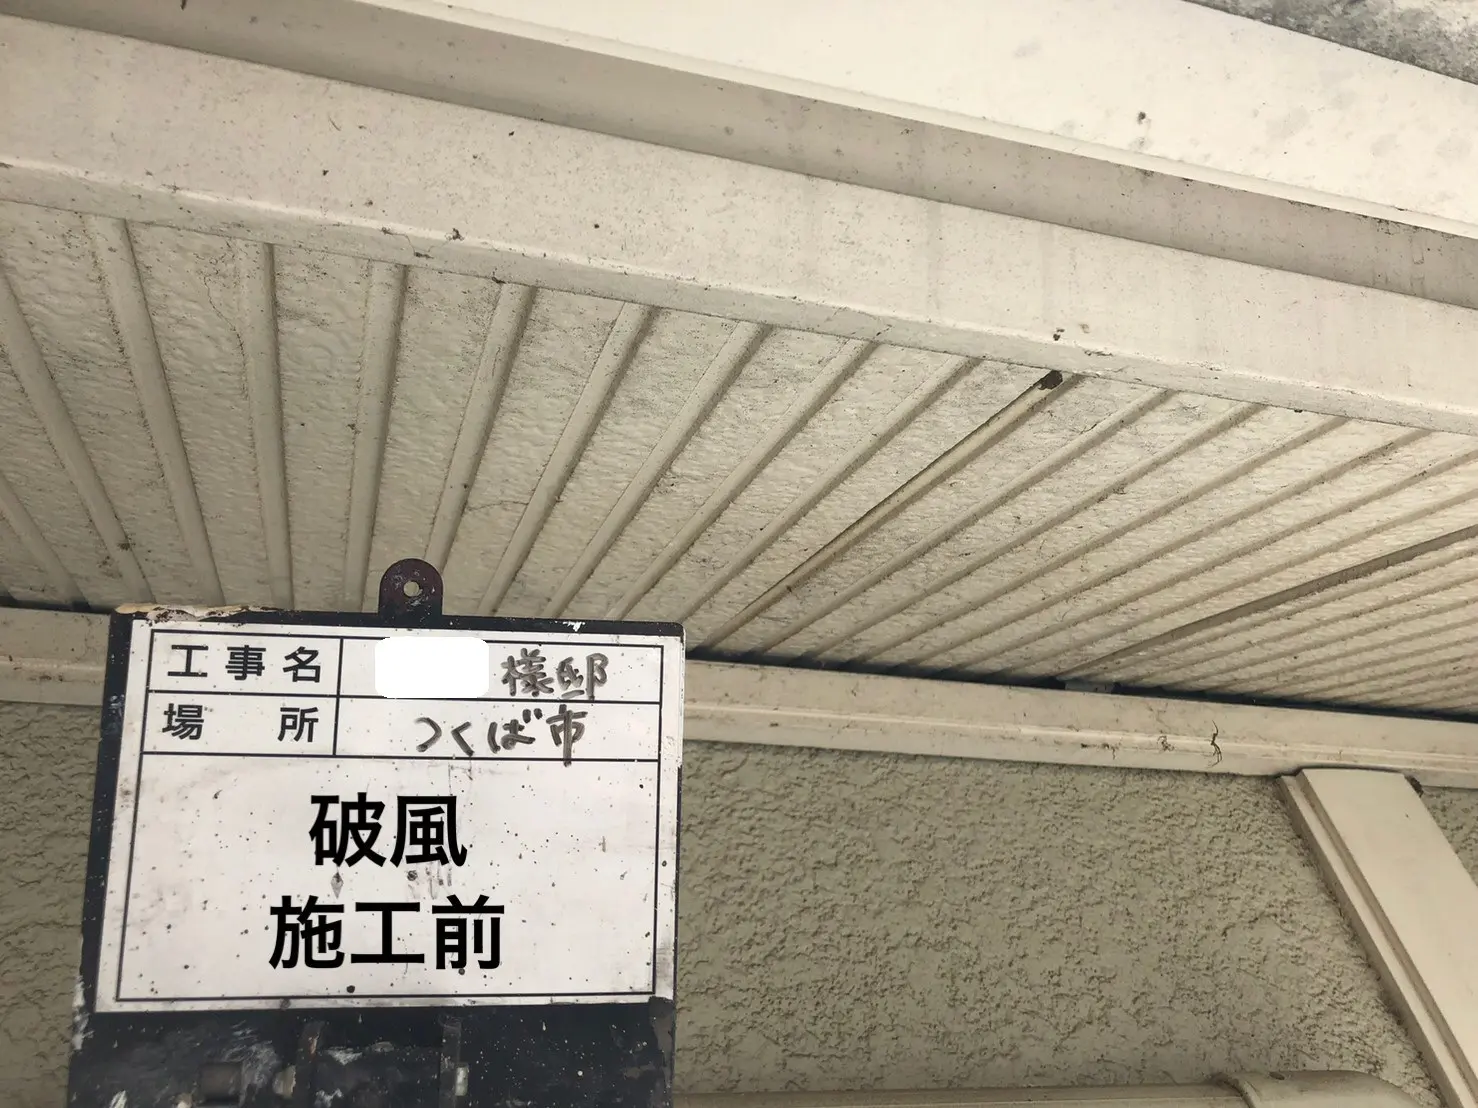 工事名 様邸
場所 つくば市
破風
施工前